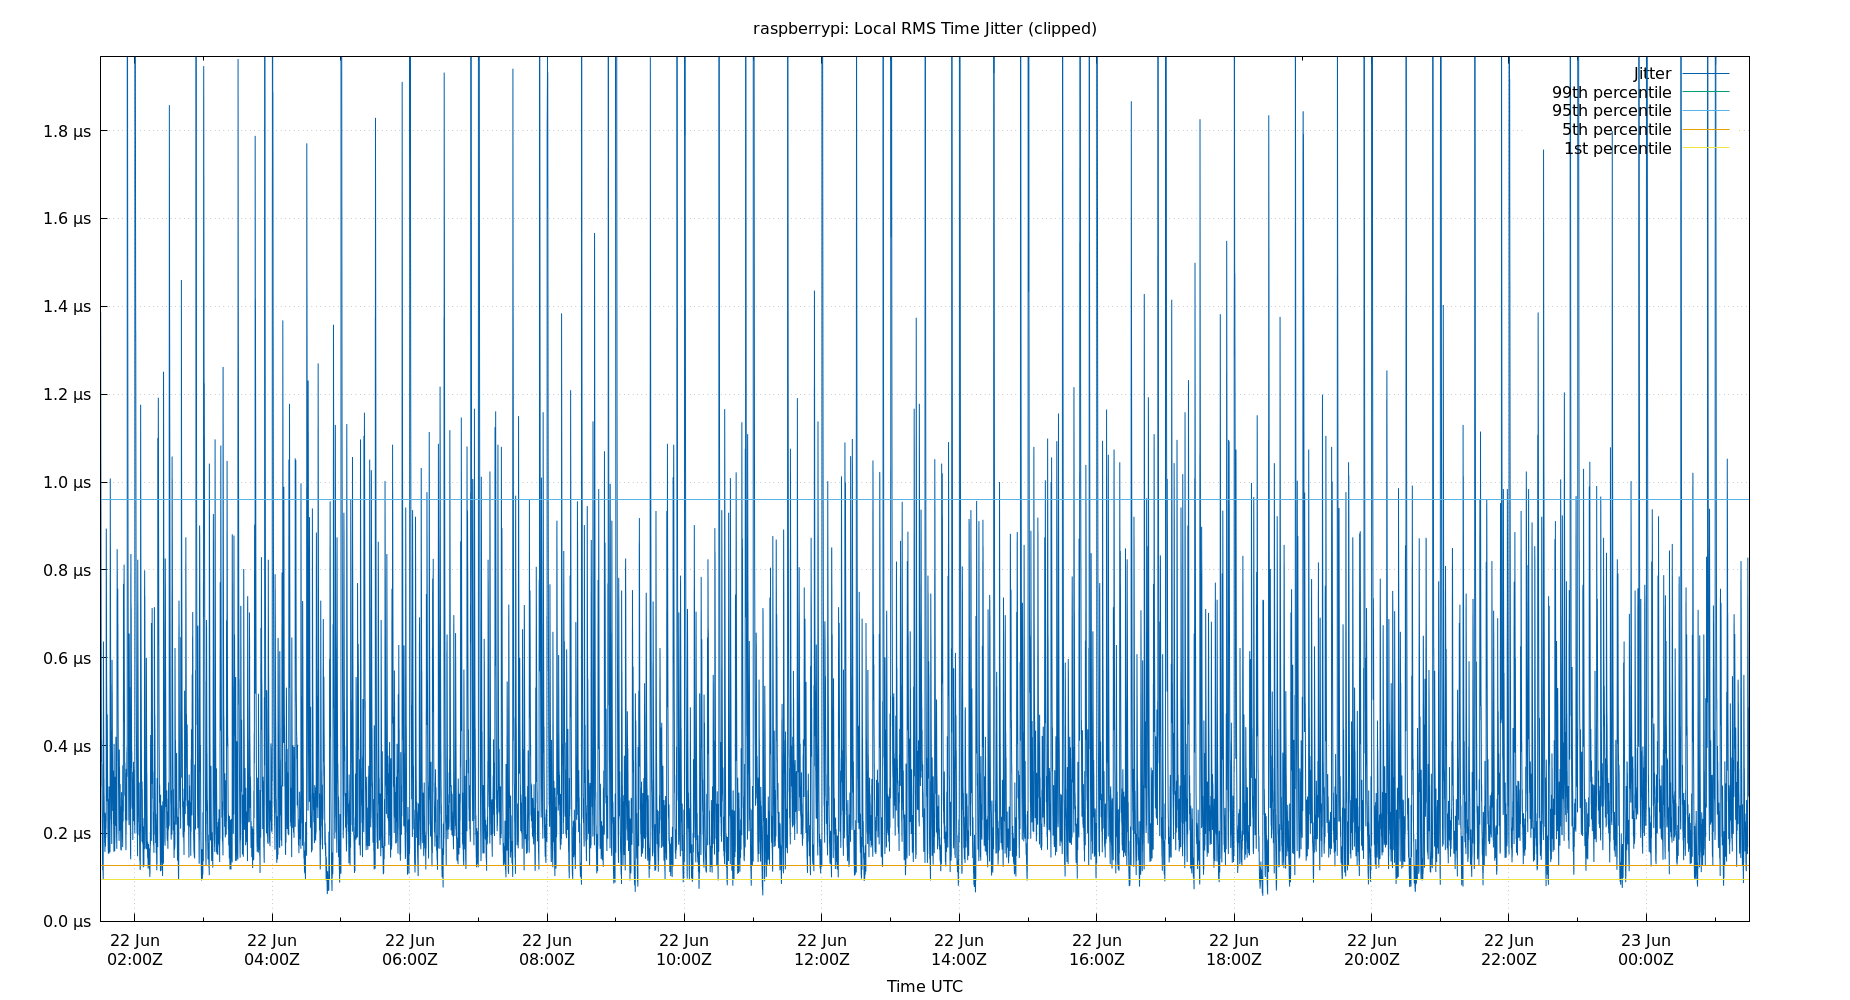 raspberrypi: Local RMS Time Jitter (clipped)
Jitter
99th percentile
95th percentile
5th percentile
1st percentile
1.8 µs
1.6 µs
1.4 µs
1.2 µs
1.0 µs
0.8 µs
0.6 µs
0.4 µs
0.2 µs
0.0 µs
22 Jun 22 Jun 22 Jun 22 Jun 22 Jun 22 Jun 22 Jun 22 Jun 22 Jun 22 Jun 22 Jun 23 Jun
02:00Z 04:00Z 06:00Z 08:00Z 10:00Z 12:00Z 14:00Z 16:00Z 18:00Z 20:00Z 22:00Z 00:00Z
Time UTC